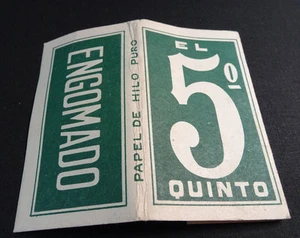 ENGOMADO
PAPEL DE HILO PURO
EL
5º
QUINTO